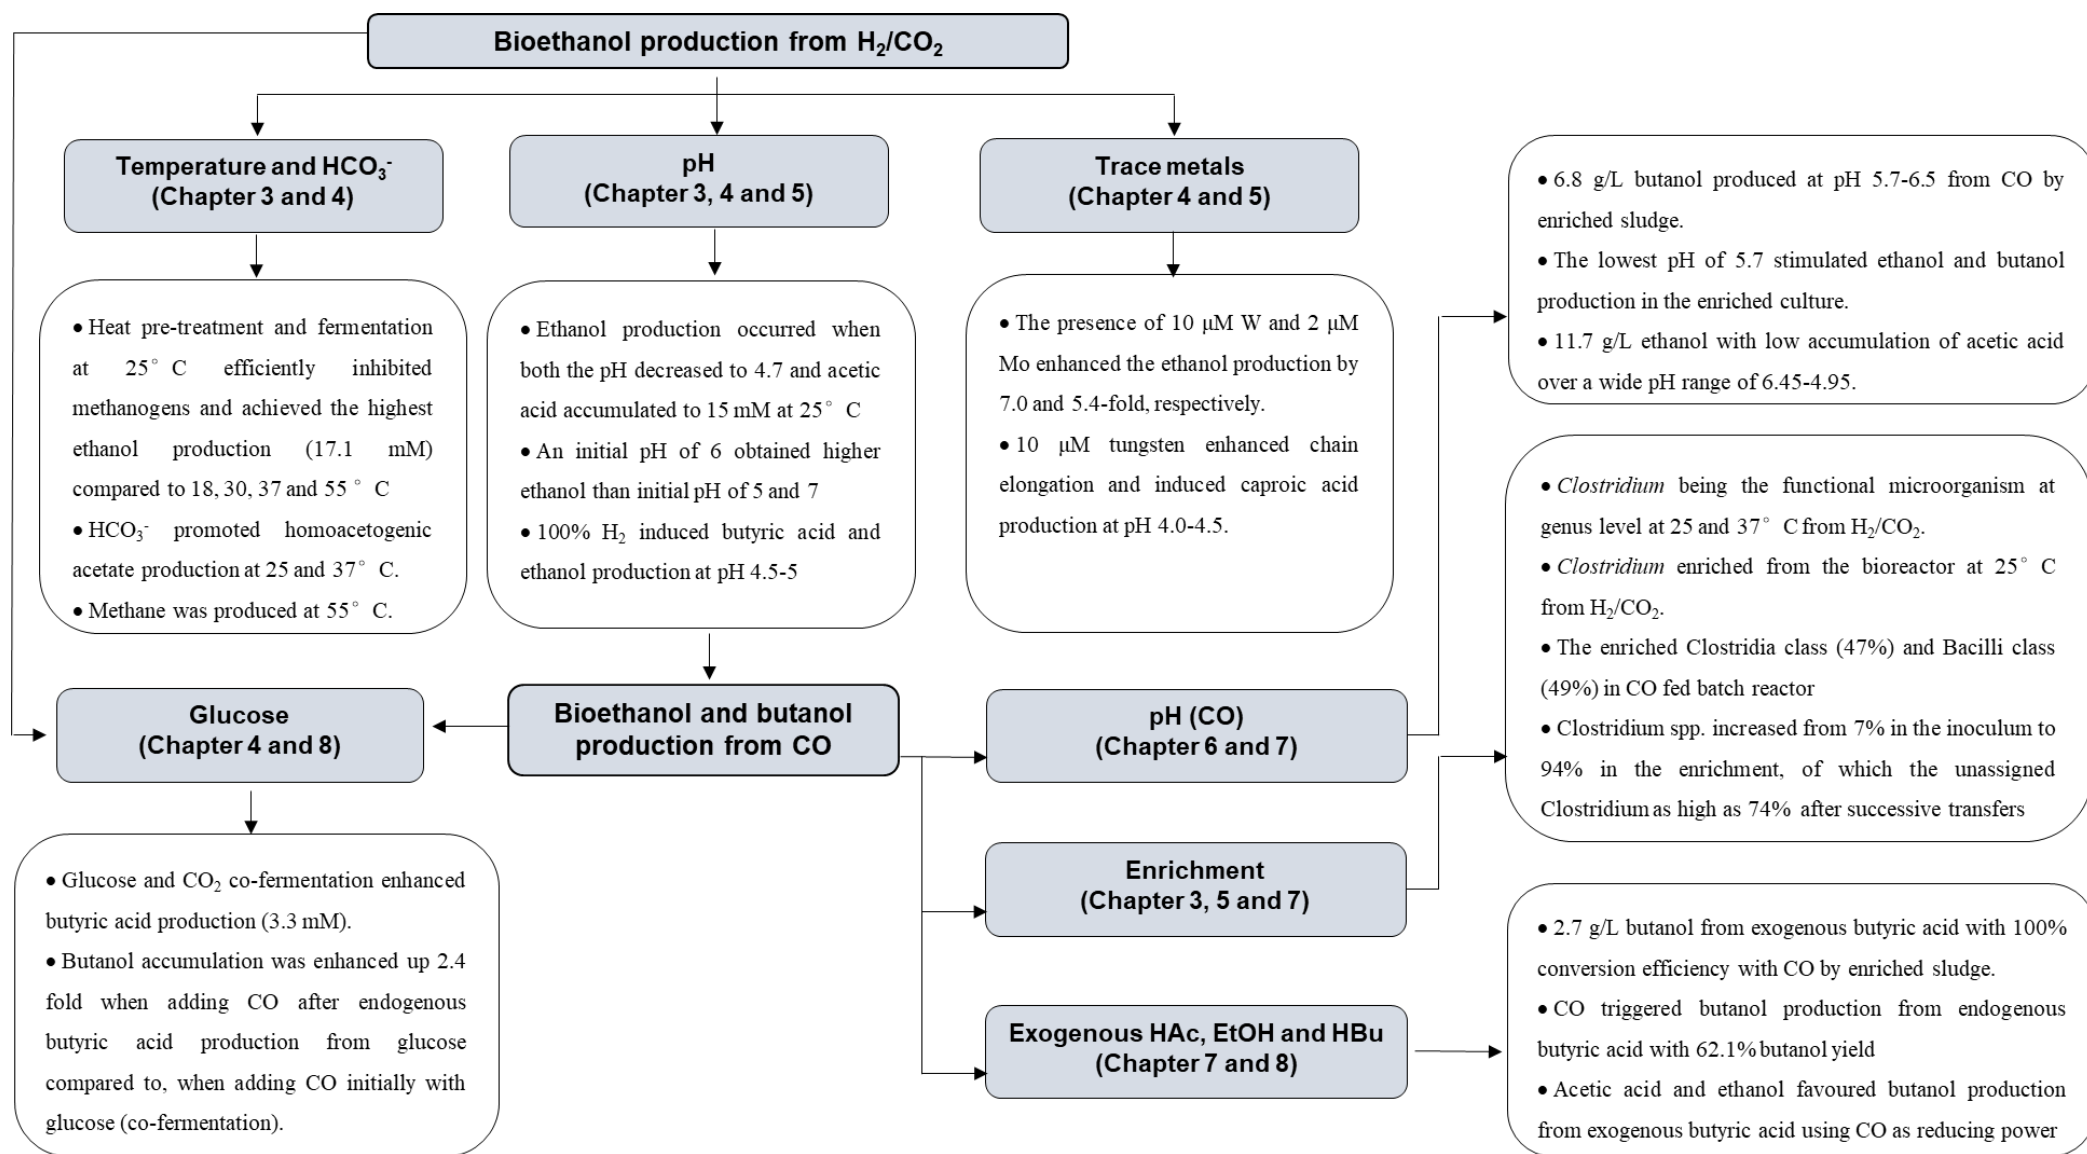 Bioethanol production from H₂/CO₂
Temperature and HCO₃⁻
(Chapter 3 and 4)
pH
(Chapter 3, 4 and 5)
Trace metals
(Chapter 4 and 5)
• Heat pre-treatment and fermentation
at 25° C efficiently inhibited
methanogens and achieved the highest
ethanol production (17.1 mM)
compared to 18, 30, 37 and 55 ° C
• HCO₃⁻ promoted homoacetogenic
acetate production at 25 and 37° C.
• Methane was produced at 55° C.
• Ethanol production occurred when
both the pH decreased to 4.7 and acetic
acid accumulated to 15 mM at 25° C
• An initial pH of 6 obtained higher
ethanol than initial pH of 5 and 7
• 100% H₂ induced butyric acid and
ethanol production at pH 4.5-5
• The presence of 10 μM W and 2 μM
Mo enhanced the ethanol production by
7.0 and 5.4-fold, respectively.
• 10 μM tungsten enhanced chain
elongation and induced caproic acid
production at pH 4.0-4.5.
• 6.8 g/L butanol produced at pH 5.7-6.5 from CO by
enriched sludge.
• The lowest pH of 5.7 stimulated ethanol and butanol
production in the enriched culture.
• 11.7 g/L ethanol with low accumulation of acetic acid
over a wide pH range of 6.45-4.95.
• Clostridium being the functional microorganism at
genus level at 25 and 37° C from H₂/CO₂.
• Clostridium enriched from the bioreactor at 25° C
from H₂/CO₂.
• The enriched Clostridia class (47%) and Bacilli class
(49%) in CO fed batch reactor
• Clostridium spp. increased from 7% in the inoculum to
94% in the enrichment, of which the unassigned
Clostridium as high as 74% after successive transfers
Glucose
(Chapter 4 and 8)
Bioethanol and butanol
production from CO
pH (CO)
(Chapter 6 and 7)
Enrichment
(Chapter 3, 5 and 7)
Exogenous HAc, EtOH and HBu
(Chapter 7 and 8)
• Glucose and CO₂ co-fermentation enhanced
butyric acid production (3.3 mM).
• Butanol accumulation was enhanced up 2.4
fold when adding CO after endogenous
butyric acid production from glucose
compared to, when adding CO initially with
glucose (co-fermentation).
• 2.7 g/L butanol from exogenous butyric acid with 100%
conversion efficiency with CO by enriched sludge.
• CO triggered butanol production from endogenous
butyric acid with 62.1% butanol yield
• Acetic acid and ethanol favoured butanol production
from exogenous butyric acid using CO as reducing power